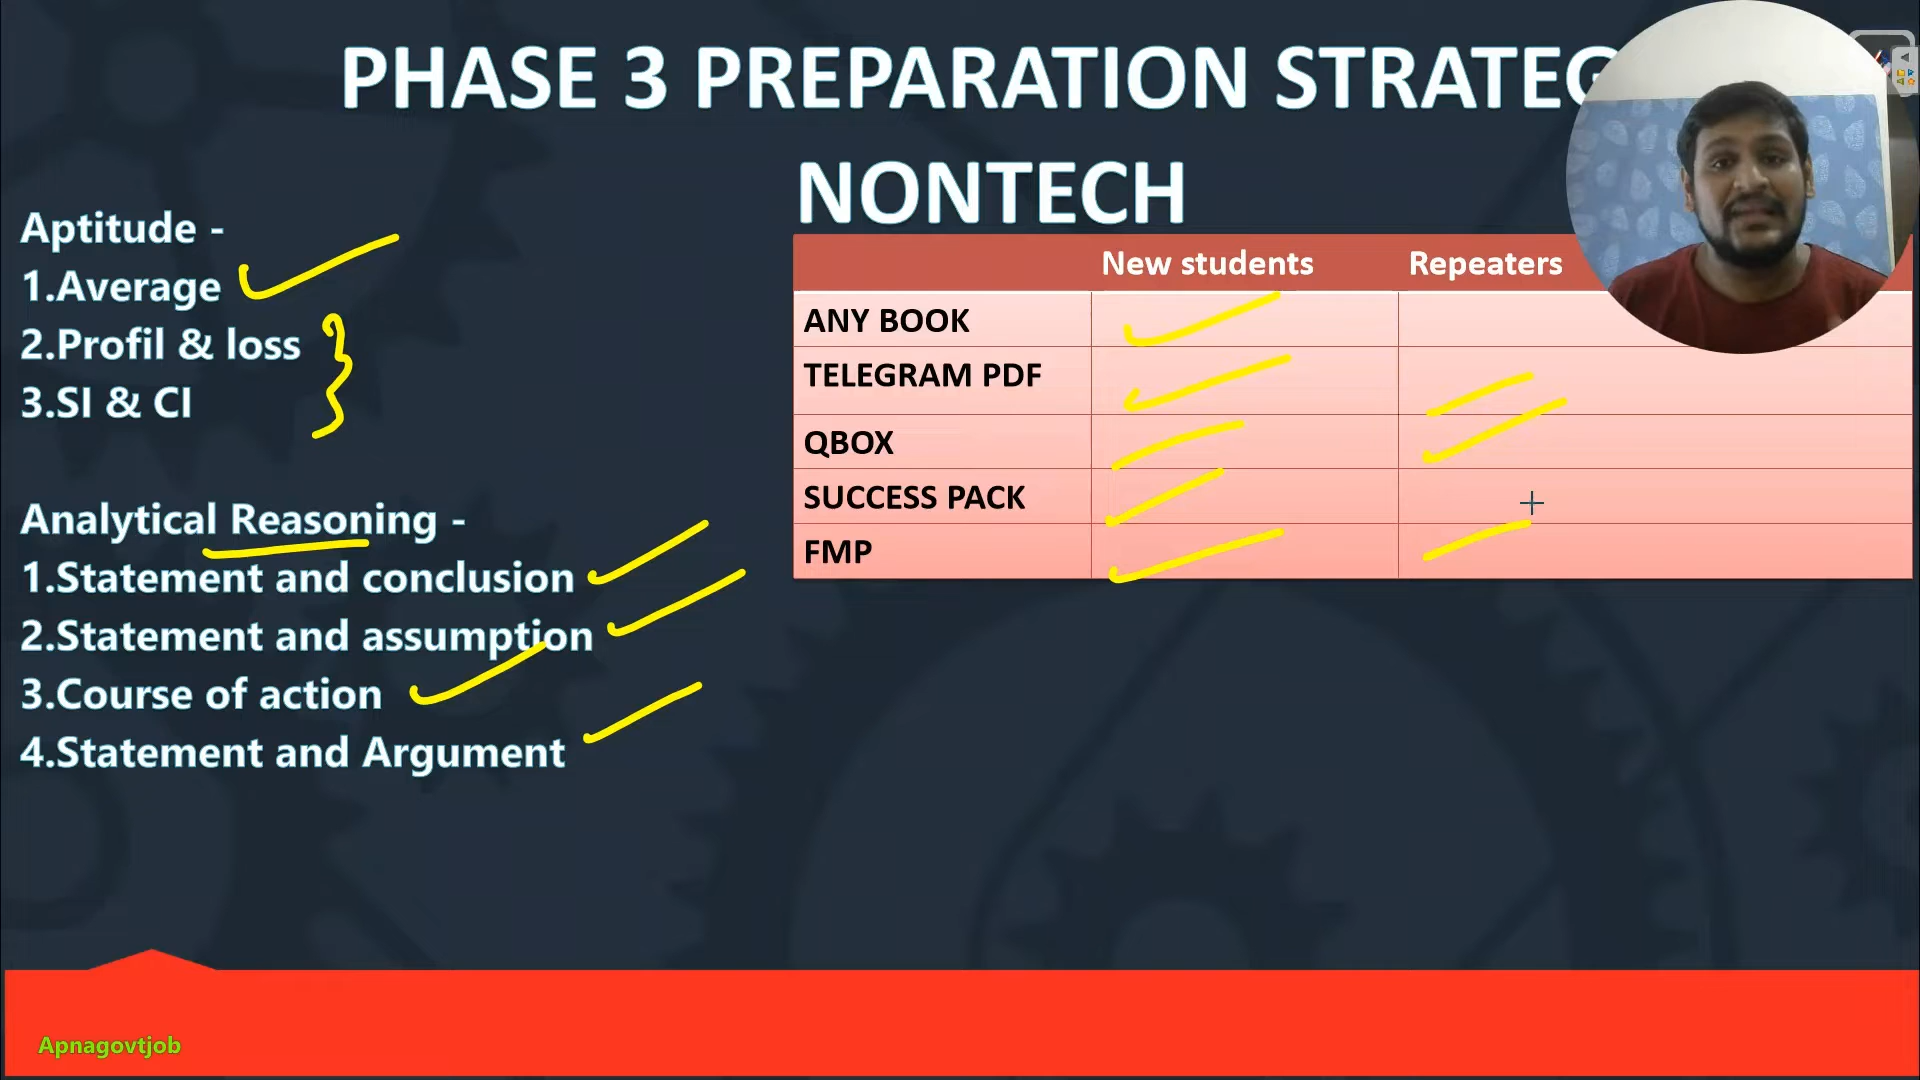 PHASE 3 PREPARATION STRATEG
NONTECH
Aptitude -
1.Average
2.Profil & loss
3.SI & CI
Analytical Reasoning -
1.Statement and conclusion
2.Statement and assumption
3.Course of action
4.Statement and Argument
New students Repeaters
ANY BOOK
TELEGRAM PDF
QBOX
SUCCESS PACK
FMP
Apnagovtjob